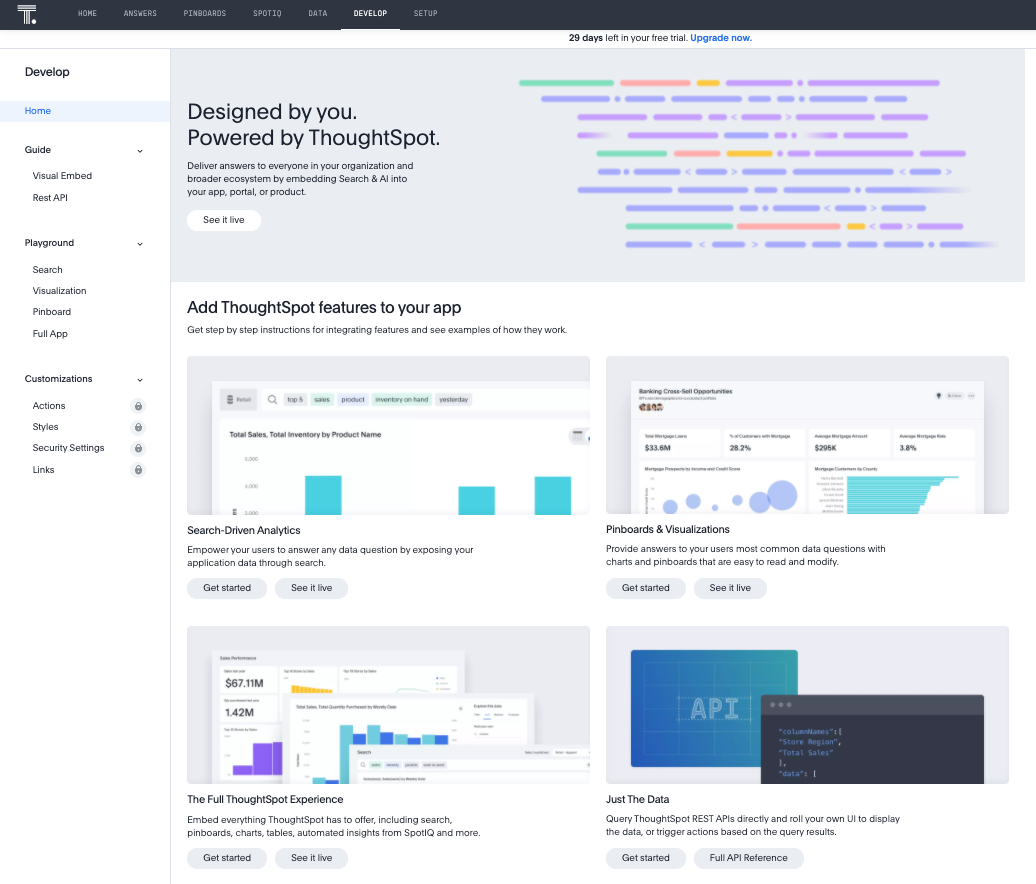 T.
HOME ANSWERS PINBOARDS SPOTIQ DATA DEVELOP SETUP
29 days left in your free trial. Upgrade now.
Develop
Home
Guide
Visual Embed
Rest API
Playground
Search
Visualization
Pinboard
Full App
Customizations
Actions
Styles
Security Settings
Links
Designed by you.
Powered by ThoughtSpot.
Deliver answers to everyone in your organization and
broader ecosystem by embedding Search & AI into
your app, portal, or product.
See it live
Add ThoughtSpot features to your app
Get step by step instructions for integrating features and see examples of how they work.
Retail top 5 sales product inventory on hand yesterday
Total Sales, Total Inventory by Product Name
Search-Driven Analytics
Empower your users to answer any data question by exposing your
application data through search.
Get started See it live
Banking Cross-Sell Opportunities
Total Mortgage Loans % of Customers with Mortgage Average Mortgage Amount Average Mortgage Rate
$33.6M 28.2% $295K 3.8%
Mortgage Prospects by Income and Credit Score Mortgage Customers by County
Pinboards & Visualizations
Provide answers to your users most common data questions with
charts and pinboards that are easy to read and modify.
Get started See it live
Sales Performance
$67.11M
1.42M
Total Sales, Total Quantity Purchased by Weekly Date
Explore this data
Search
The Full ThoughtSpot Experience
Embed everything ThoughtSpot has to offer, including search,
pinboards, charts, tables, automated insights from SpotIQ and more.
Get started See it live
API
"columnNames":[
"Store Region",
"Total Sales"
],
"data": [
Just The Data
Query ThoughtSpot REST APIs directly and roll your own UI to display
the data, or trigger actions based on the query results.
Get started Full API Reference